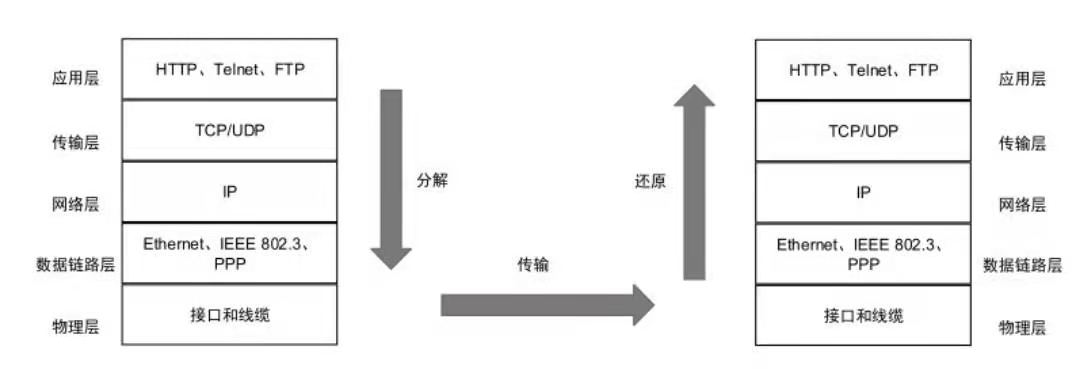 应用层
HTTP、Telnet、FTP
传输层
TCP/UDP
网络层
IP
数据链路层
Ethernet、IEEE 802.3、
PPP
物理层
接口和线缆
分解
传输
还原
HTTP、Telnet、FTP
应用层
TCP/UDP
传输层
IP
网络层
Ethernet、IEEE 802.3、
PPP
数据链路层
接口和线缆
物理层